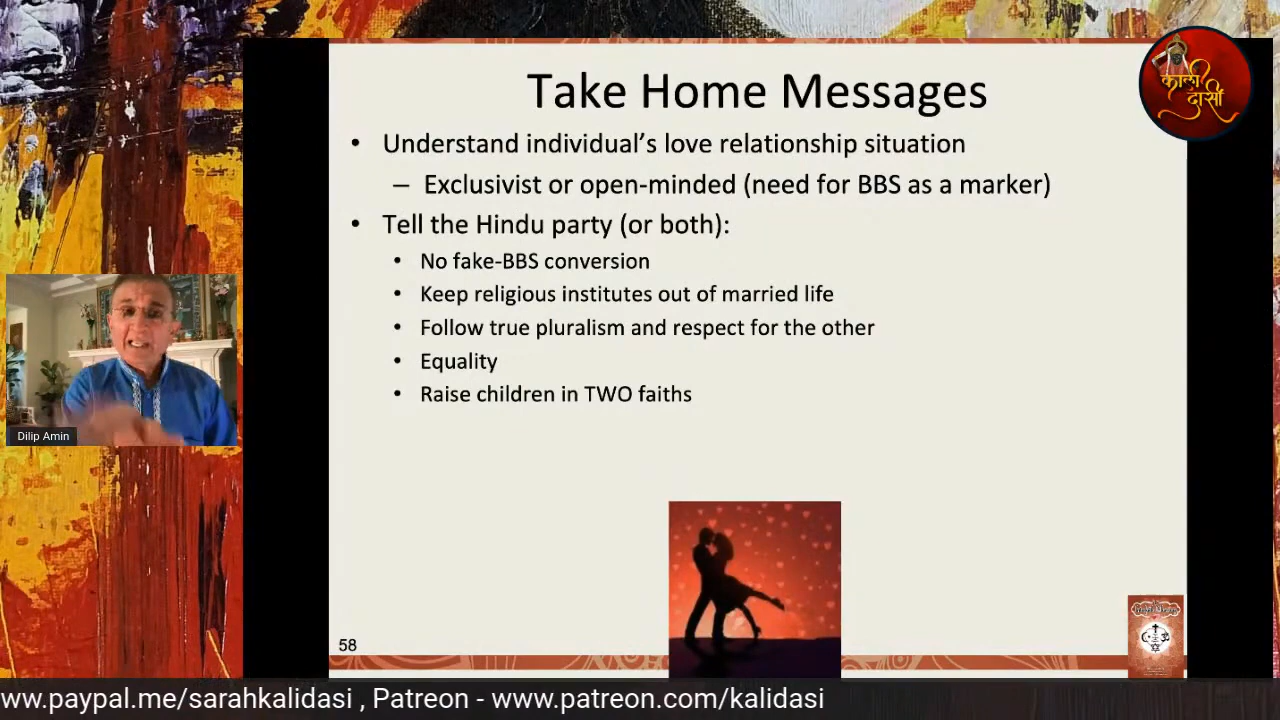 Take Home Messages
काली
दासी
• Understand individual's love relationship situation
– Exclusivist or open-minded (need for BBS as a marker)
• Tell the Hindu party (or both):
• No fake-BBS conversion
• Keep religious institutes out of married life
• Follow true pluralism and respect for the other
• Equality
• Raise children in TWO faiths
Dilip Amin
58
ww.paypal.me/sarahkalidasi , Patreon - www.patreon.com/kalidasi